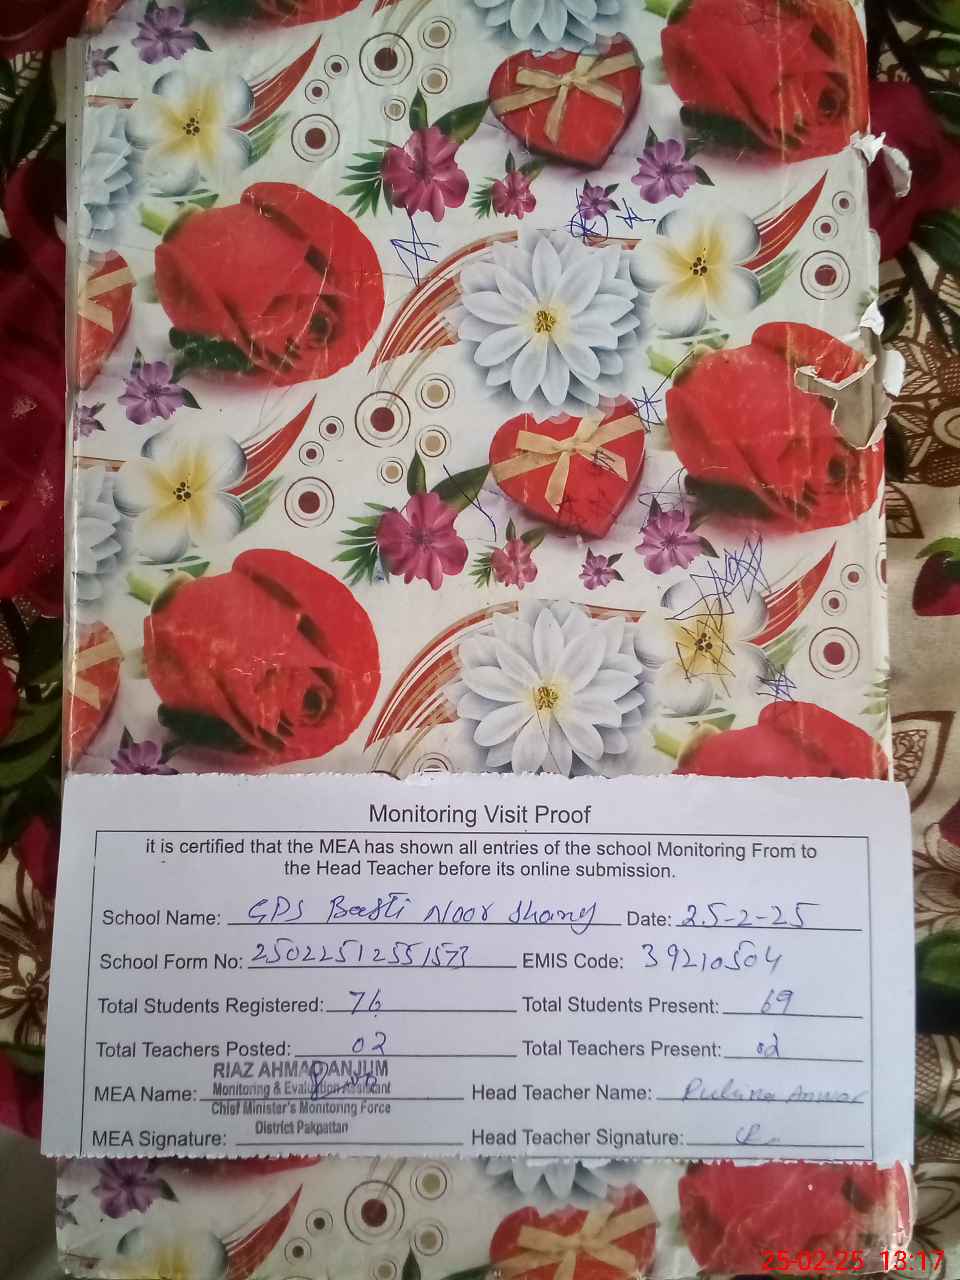 Monitoring Visit Proof
it is certified that the MEA has shown all entries of the school Monitoring From to
the Head Teacher before its online submission.
School Name: GPS Basti Noor Shang Date: 25-2-25
School Form No: 25022512551573 EMIS Code: 39210504
Total Students Registered: 76 Total Students Present: 69
Total Teachers Posted: 02 Total Teachers Present: 02
RIAZ AHMAD ANJUM
Monitoring & Evaluation Assistant
MEA Name: Head Teacher Name: Rubina Anwar
Chief Minister's Monitoring Force
District Pakpattan
MEA Signature: Head Teacher Signature:
25-02-25 13:17